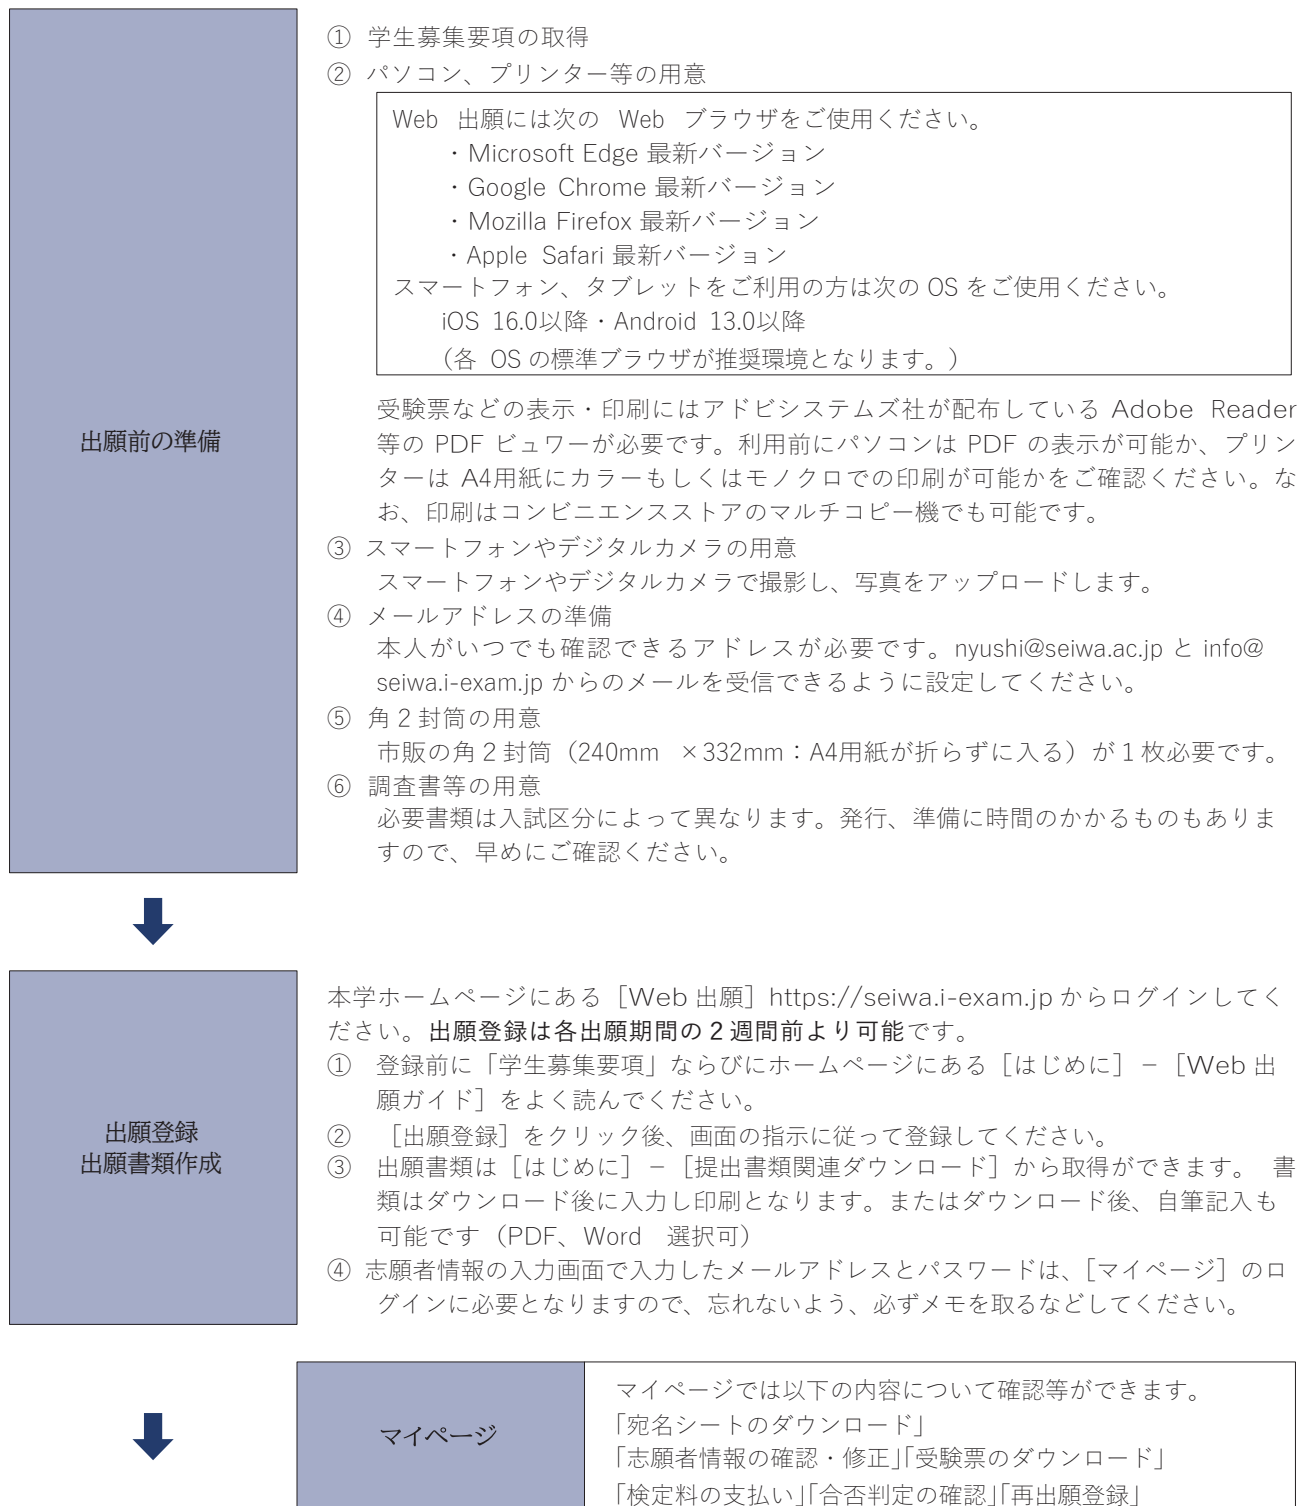 出願前の準備
① 学生募集要項の取得
② パソコン、プリンター等の用意
Web 出願には次の Web ブラウザをご使用ください。
・Microsoft Edge 最新バージョン
・Google Chrome 最新バージョン
・Mozilla Firefox 最新バージョン
・Apple Safari 最新バージョン
スマートフォン、タブレットをご利用の方は次の OS をご使用ください。
iOS 16.0以降・Android 13.0以降
（各 OS の標準ブラウザが推奨環境となります。）
受験票などの表示・印刷にはアドビシステムズ社が配布している Adobe Reader
等の PDF ビュワーが必要です。利用前にパソコンは PDF の表示が可能か、プリン
ターは A4用紙にカラーもしくはモノクロでの印刷が可能かをご確認ください。な
お、印刷はコンビニエンスストアのマルチコピー機でも可能です。
③ スマートフォンやデジタルカメラの用意
スマートフォンやデジタルカメラで撮影し、写真をアップロードします。
④ メールアドレスの準備
本人がいつでも確認できるアドレスが必要です。nyushi@seiwa.ac.jp と info@
seiwa.i-exam.jp からのメールを受信できるように設定してください。
⑤ 角２封筒の用意
市販の角２封筒（240mm ×332mm：A4用紙が折らずに入る）が１枚必要です。
⑥ 調査書等の用意
必要書類は入試区分によって異なります。発行、準備に時間のかかるものもありま
すので、早めにご確認ください。
出願登録
出願書類作成
本学ホームページにある［Web 出願］https://seiwa.i-exam.jp からログインしてく
ださい。出願登録は各出願期間の２週間前より可能です。
① 登録前に「学生募集要項」ならびにホームページにある［はじめに］－［Web 出
願ガイド］をよく読んでください。
② ［出願登録］をクリック後、画面の指示に従って登録してください。
③ 出願書類は［はじめに］－［提出書類関連ダウンロード］から取得ができます。 書
類はダウンロード後に入力し印刷となります。またはダウンロード後、自筆記入も
可能です（PDF、Word 選択可）
④ 志願者情報の入力画面で入力したメールアドレスとパスワードは、［マイページ］のロ
グインに必要となりますので、忘れないよう、必ずメモを取るなどしてください。
マイページ
マイページでは以下の内容について確認等ができます。
「宛名シートのダウンロード」
「志願者情報の確認・修正」「受験票のダウンロード」
「検定料の支払い」「合否判定の確認」「再出願登録」